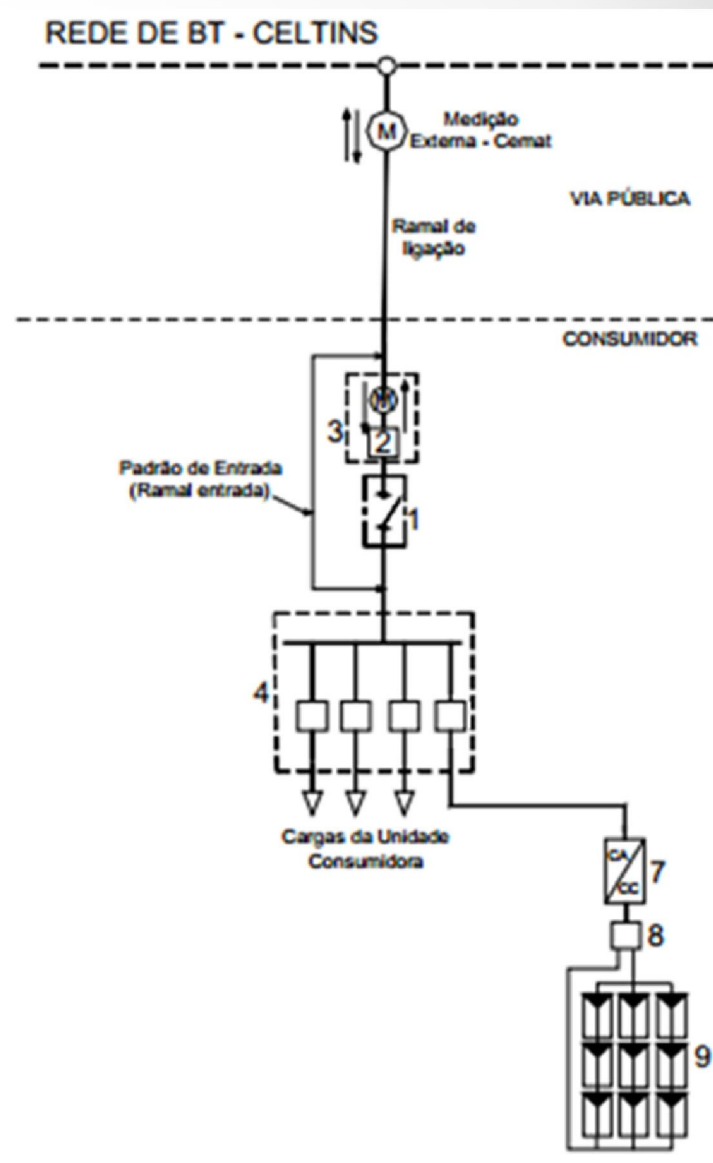 REDE DE BT - CELTINS
M
Medição
Externa - Cemat
VIA PÚBLICA
Ramal de
ligação
CONSUMIDOR
M
3
2
Padrão de Entrada
(Ramal entrada)
1
4
Cargas da Unidade
Consumidora
CA
CC
7
8
9